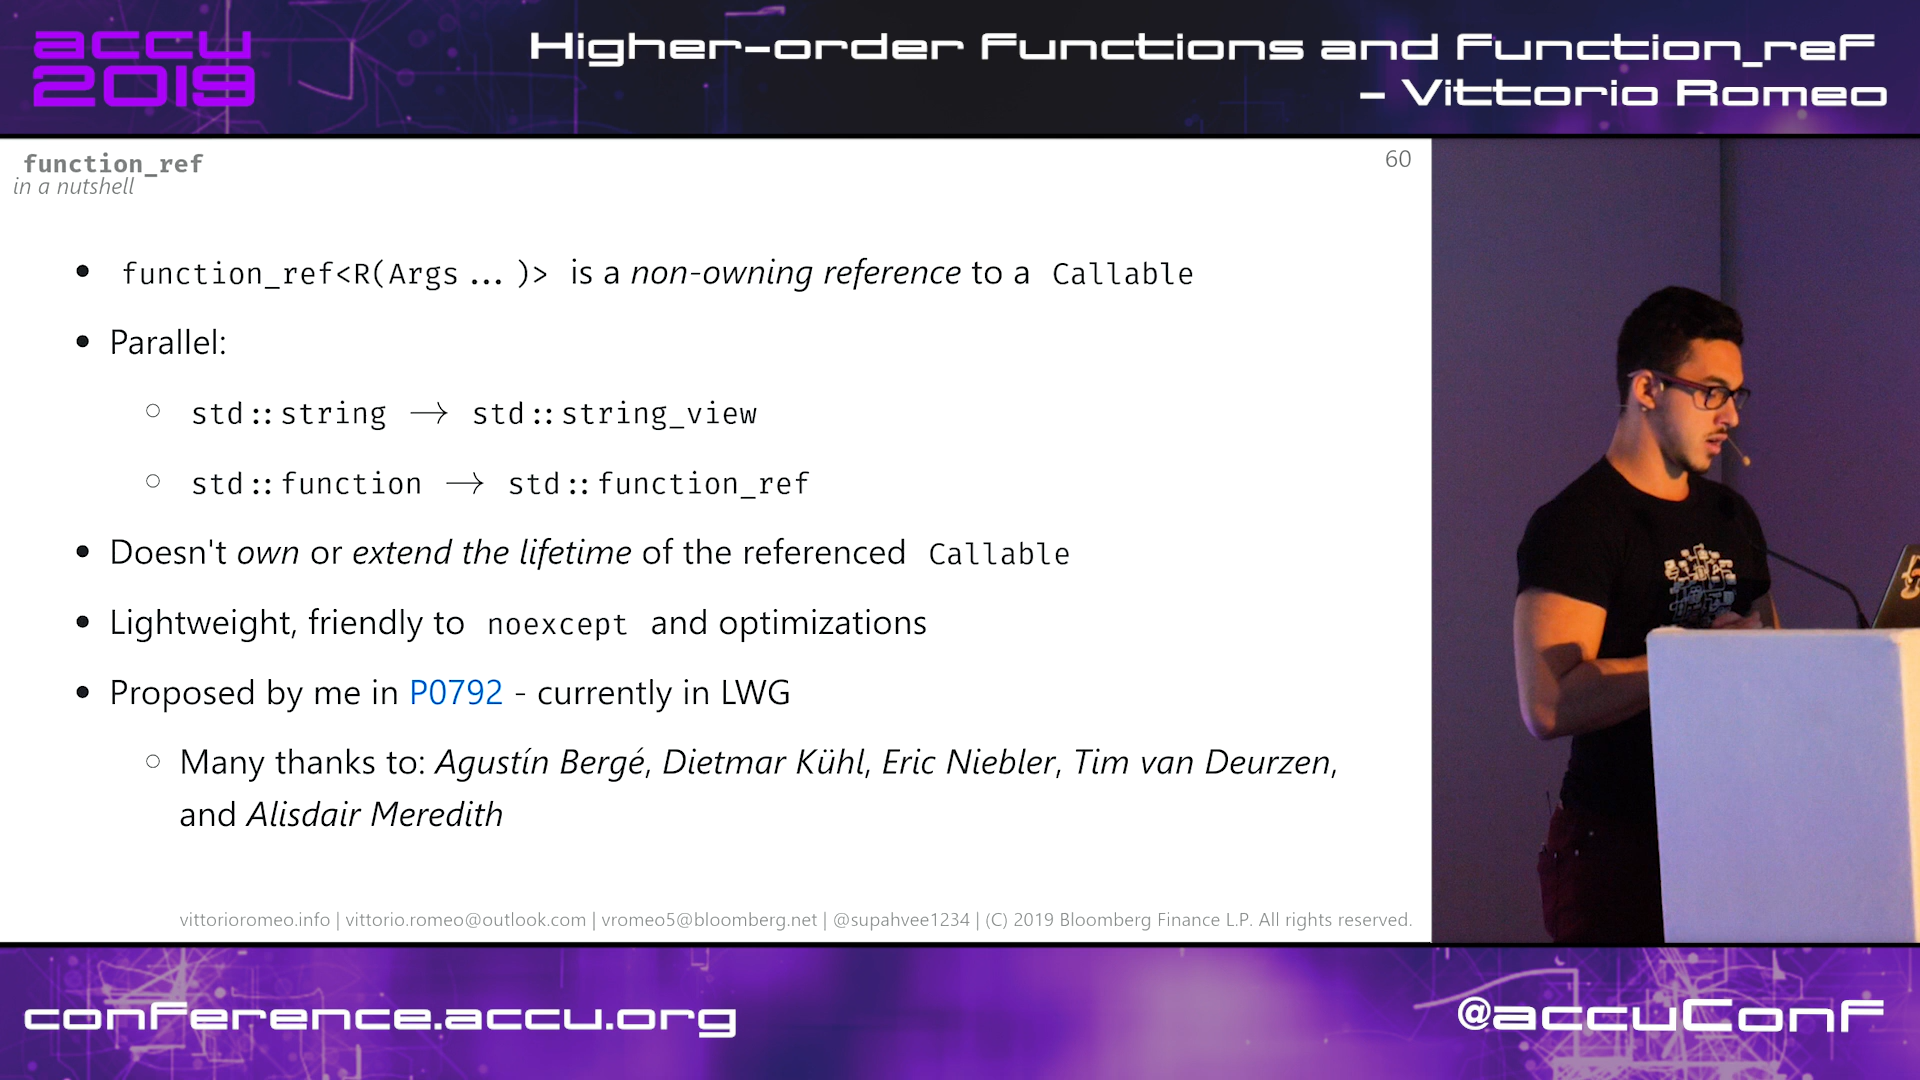 accu
2019
Higher-order Functions and Function_ref
- Vittorio Romeo
function_ref
in a nutshell
60
• function_ref<R(Args...)> is a non-owning reference to a Callable
• Parallel:
○ std::string → std::string_view
○ std::function → std::function_ref
• Doesn't own or extend the lifetime of the referenced Callable
• Lightweight, friendly to noexcept and optimizations
• Proposed by me in P0792 - currently in LWG
○ Many thanks to: Agustín Bergé, Dietmar Kühl, Eric Niebler, Tim van Deurzen,
and Alisdair Meredith
vittorioromeo.info | vittorio.romeo@outlook.com | vromeo5@bloomberg.net | @supahvee1234 | (C) 2019 Bloomberg Finance L.P. All rights reserved.
conference.accu.org
@accuConf